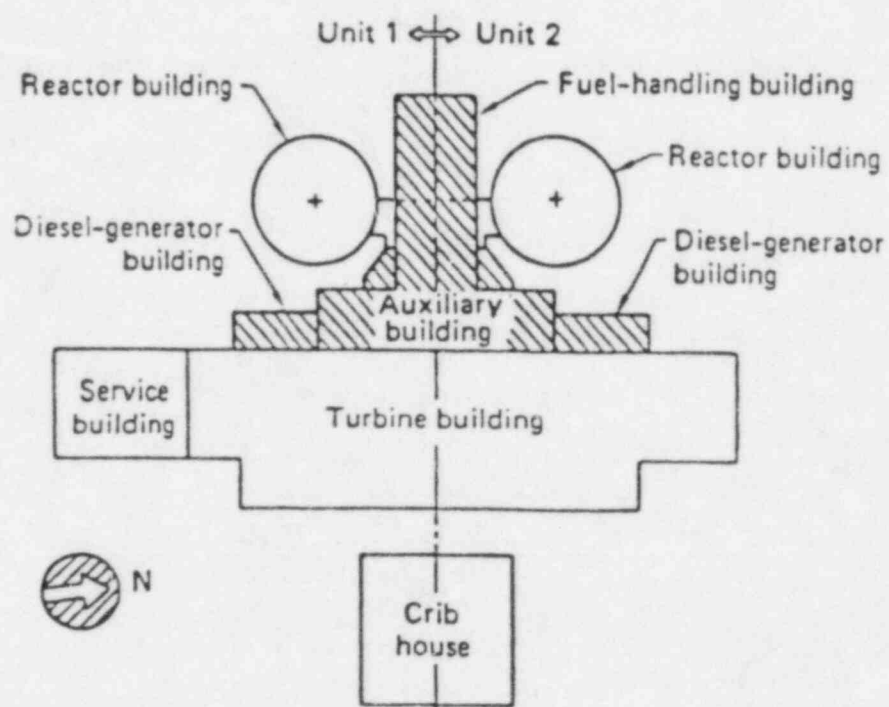 Unit 1 ⇔ Unit 2
Reactor building
Fuel-handling building
Reactor building
Diesel-generator
building
Diesel-generator
building
Auxiliary
building
Service
building
Turbine building
N
Crib
house